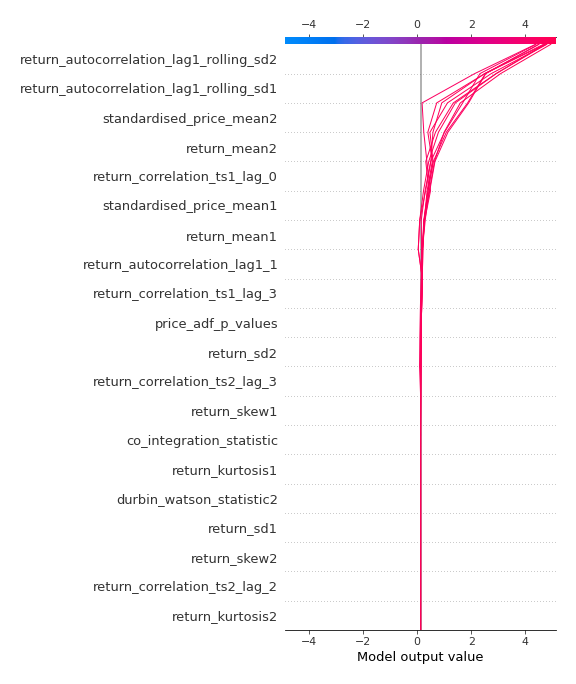 −4 −2 0 2 4
return_autocorrelation_lag1_rolling_sd2
return_autocorrelation_lag1_rolling_sd1
standardised_price_mean2
return_mean2
return_correlation_ts1_lag_0
standardised_price_mean1
return_mean1
return_autocorrelation_lag1_1
return_correlation_ts1_lag_3
price_adf_p_values
return_sd2
return_correlation_ts2_lag_3
return_skew1
co_integration_statistic
return_kurtosis1
durbin_watson_statistic2
return_sd1
return_skew2
return_correlation_ts2_lag_2
return_kurtosis2
−4 −2 0 2 4
Model output value